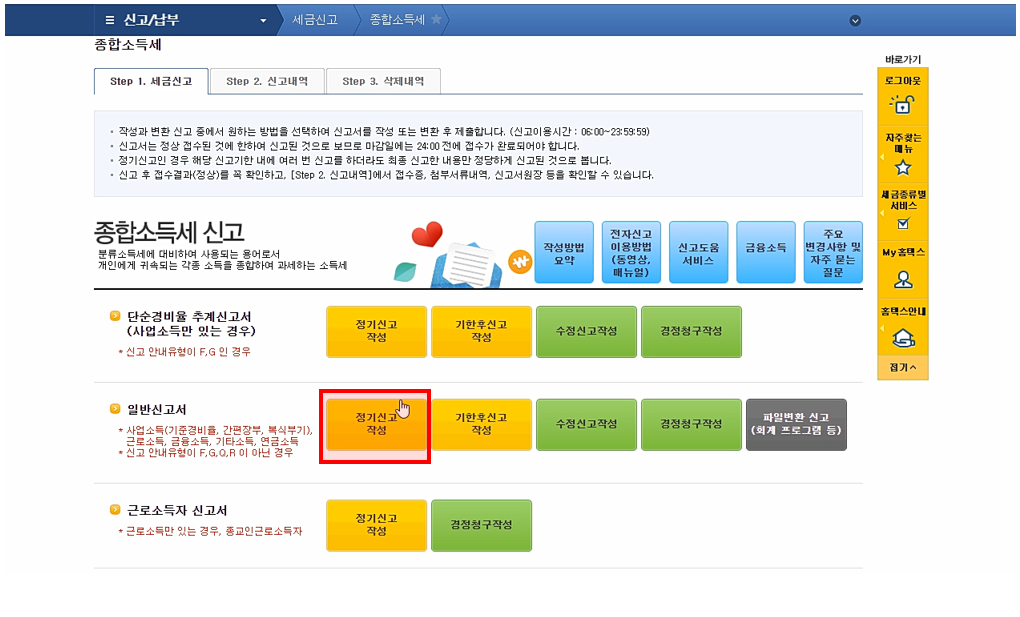 신고/납부 세금신고 종합소득세
종합소득세
바로가기
Step 1. 세금신고 Step 2. 신고내역 Step 3. 삭제내역
로그아웃
· 작성과 변환 신고 중에서 원하는 방법을 선택하여 신고서를 작성 또는 변환 후 제출합니다. (신고이용시간 : 06:00~23:59:59)
· 신고서는 정상 접수된 것에 한하여 신고된 것으로 보므로 마감일에는 24:00 전에 접수가 완료되어야 합니다.
· 정기신고인 경우 해당 신고기한 내에 여러 번 신고를 하더라도 최종 신고한 내용만 정당하게 신고된 것으로 봅니다.
· 신고 후 접수결과(정상)를 꼭 확인하고, [Step 2. 신고내역]에서 접수증, 첨부서류내역, 신고서원장 등을 확인할 수 있습니다.
자주찾는
메뉴
세금종류별
서비스
My홈택스
홈택스안내
접기
종합소득세 신고
분류소득세에 대비하여 사용되는 용어로서
개인에게 귀속되는 각종 소득을 종합하여 과세하는 소득세
₩
작성방법
요약
전자신고
이용방법
(동영상,
매뉴얼)
신고도움
서비스
금융소득
주요
변경사항 및
자주 묻는
질문
단순경비율 추계신고서
(사업소득만 있는 경우)
* 신고 안내유형이 F,G 인 경우
정기신고
작성
기한후신고
작성
수정신고작성
경정청구작성
일반신고서
* 사업소득(기준경비율, 간편장부, 복식부기),
근로소득, 금융소득, 기타소득, 연금소득
* 신고 안내유형이 F,G,Q,R 이 아닌 경우
정기신고
작성
기한후신고
작성
수정신고작성
경정청구작성
파일변환 신고
(회계 프로그램 등)
근로소득자 신고서
* 근로소득만 있는 경우, 종교인근로소득자
정기신고
작성
경정청구작성